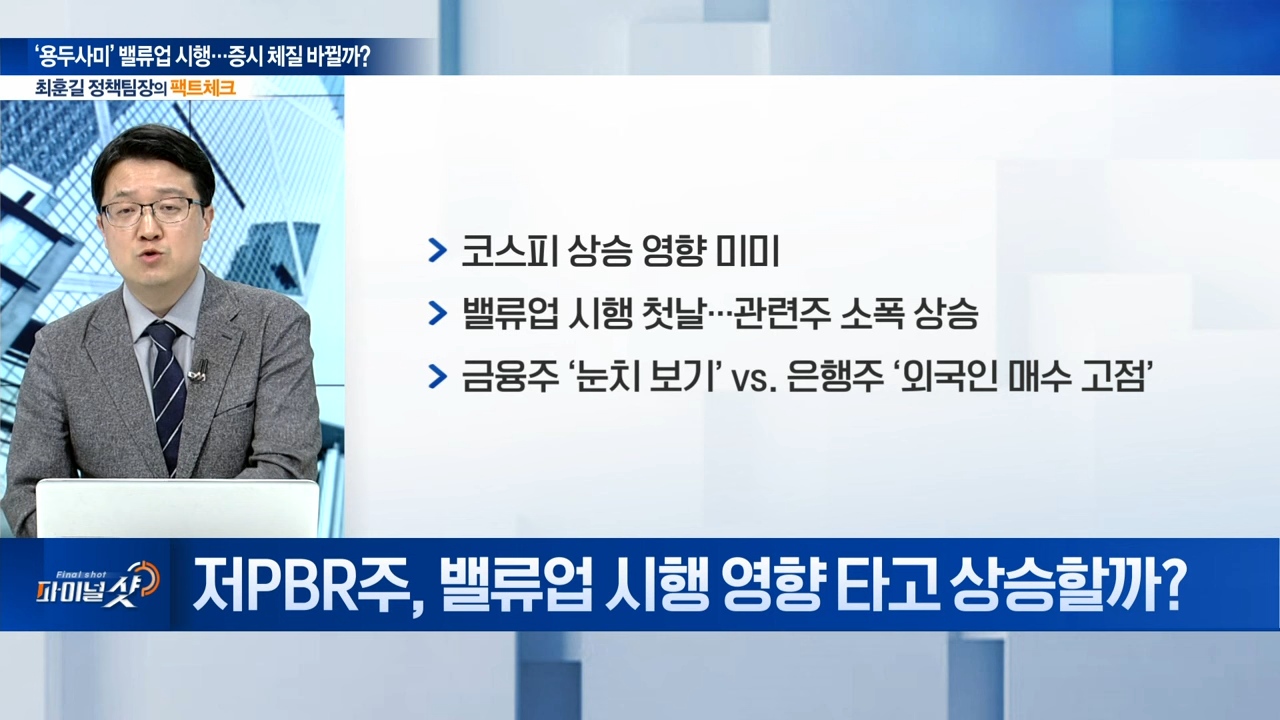 ‘용두사미’ 밸류업 시행…증시 체질 바뀔까?
최훈길 정책팀장의 팩트체크
> 코스피 상승 영향 미미
> 밸류업 시행 첫날…관련주 소폭 상승
> 금융주 ‘눈치 보기’ vs. 은행주 ‘외국인 매수 고점’
Final shot
파이널 샷
저PBR주, 밸류업 시행 영향 타고 상승할까?